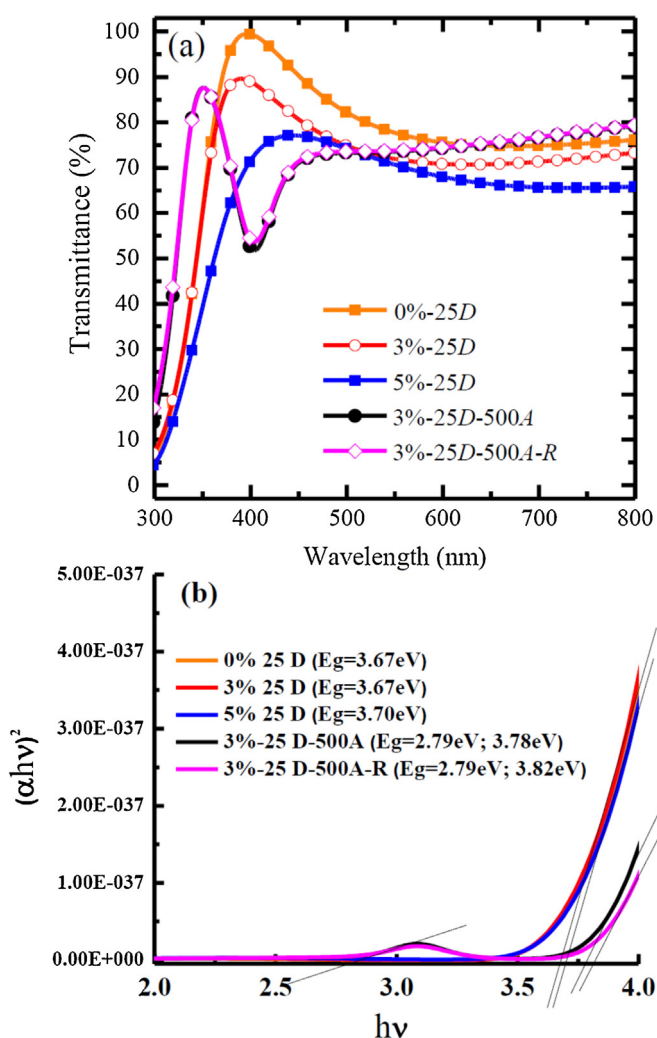 (a)
100
90
80
70
60
50
40
30
20
10
0
Transmittance (%)
0%-25D
3%-25D
5%-25D
3%-25D-500A
3%-25D-500A-R
300 400 500 600 700 800
Wavelength (nm)
(b)
5.00E-037
4.00E-037
3.00E-037
2.00E-037
1.00E-037
0.00E+000
(αhν)²
0% 25 D (Eg=3.67eV)
3% 25 D (Eg=3.67eV)
5% 25 D (Eg=3.70eV)
3%-25 D-500A (Eg=2.79eV; 3.78eV)
3%-25 D-500A-R (Eg=2.79eV; 3.82eV)
2.0 2.5 3.0 3.5 4.0
hν